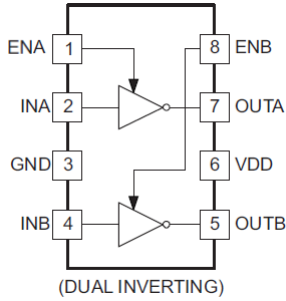 ENA 1 8 ENB
INA 2 7 OUTA
GND 3 6 VDD
INB 4 5 OUTB
(DUAL INVERTING)